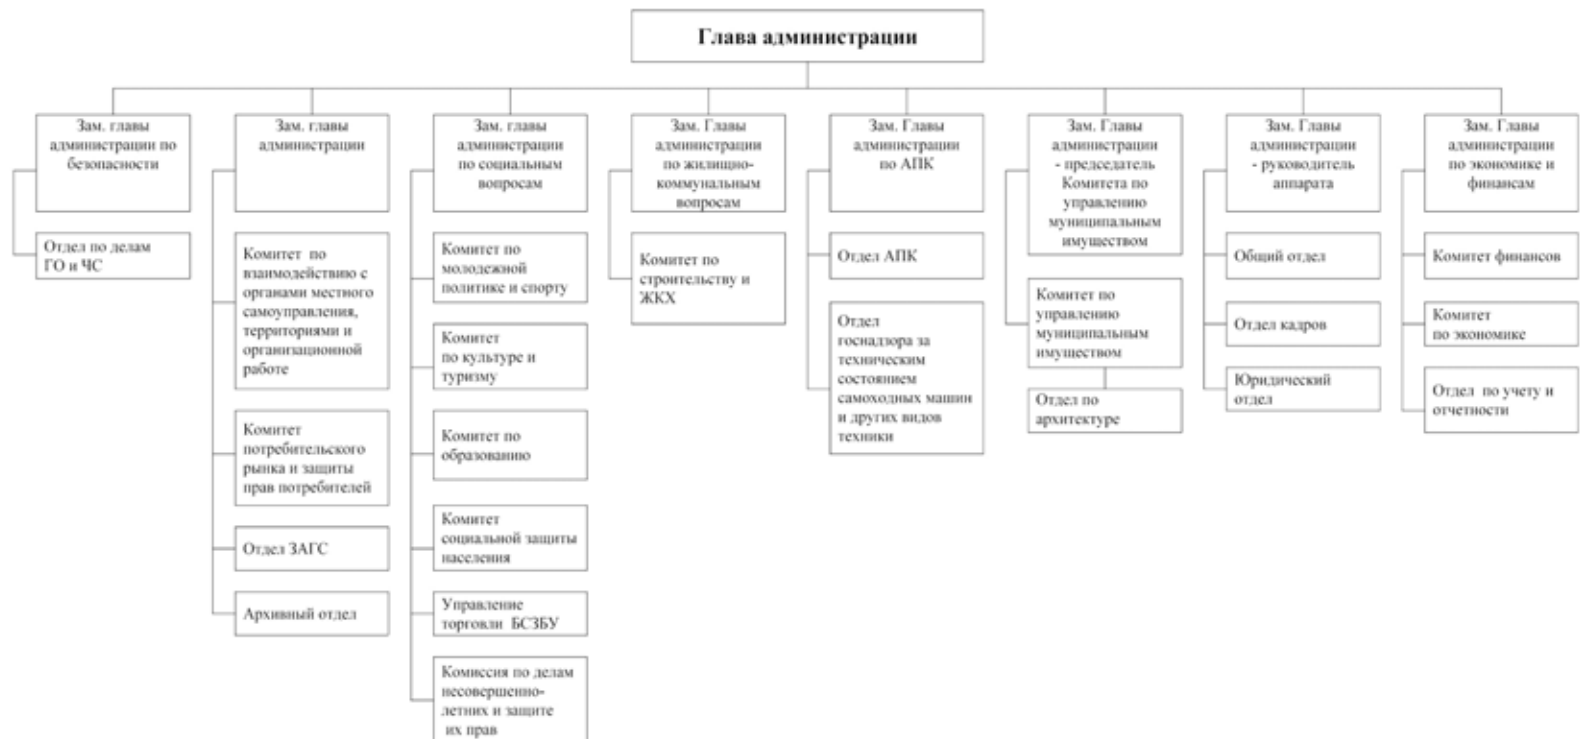 Глава администрации
Зам. главы
администрации по
безопасности
Отдел по делам
ГО и ЧС
Зам. главы
администрации
Комитет по
взаимодействию с
органами местного
самоуправления,
территориями и
организационной
работе
Комитет
потребительского
рынка и защиты
прав потребителей
Отдел ЗАГС
Архивный отдел
Зам. главы
администрации
по социальным
вопросам
Комитет по
молодежной
политике и спорту
Комитет
по культуре и
туризму
Комитет по
образованию
Комитет
социальной защиты
населения
Управление
торговли БСЗБУ
Комиссия по делам
несовершенно-
летних и защите
их прав
Зам. Главы
администрации
по жилищно-
коммунальным
вопросам
Комитет по
строительству и
ЖКХ
Зам. Главы
администрации
по АПК
Отдел АПК
Отдел
госнадзора за
техническим
состоянием
самоходных машин
и других видов
техники
Зам. Главы
администрации
- председатель
Комитета по
управлению
муниципальным
имуществом
Комитет по
управлению
муниципальным
имуществом
Отдел по
архитектуре
Зам. Главы
администрации
- руководитель
аппарата
Общий отдел
Отдел кадров
Юридический
отдел
Зам. Главы
администрации
по экономике и
финансам
Комитет финансов
Комитет
по экономике
Отдел по учету и
отчетности